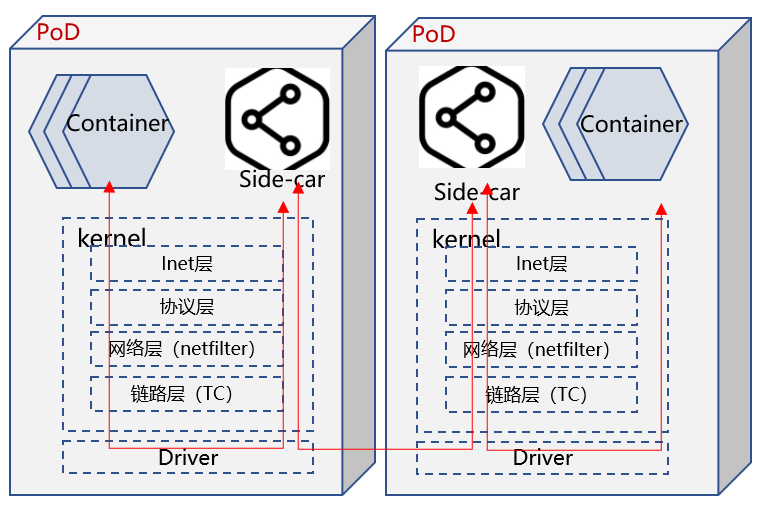 PoD
Container
Side-car
kernel
Inet层
协议层
网络层（netfilter）
链路层（TC）
Driver
PoD
Side-car
Container
kernel
Inet层
协议层
网络层（netfilter）
链路层（TC）
Driver